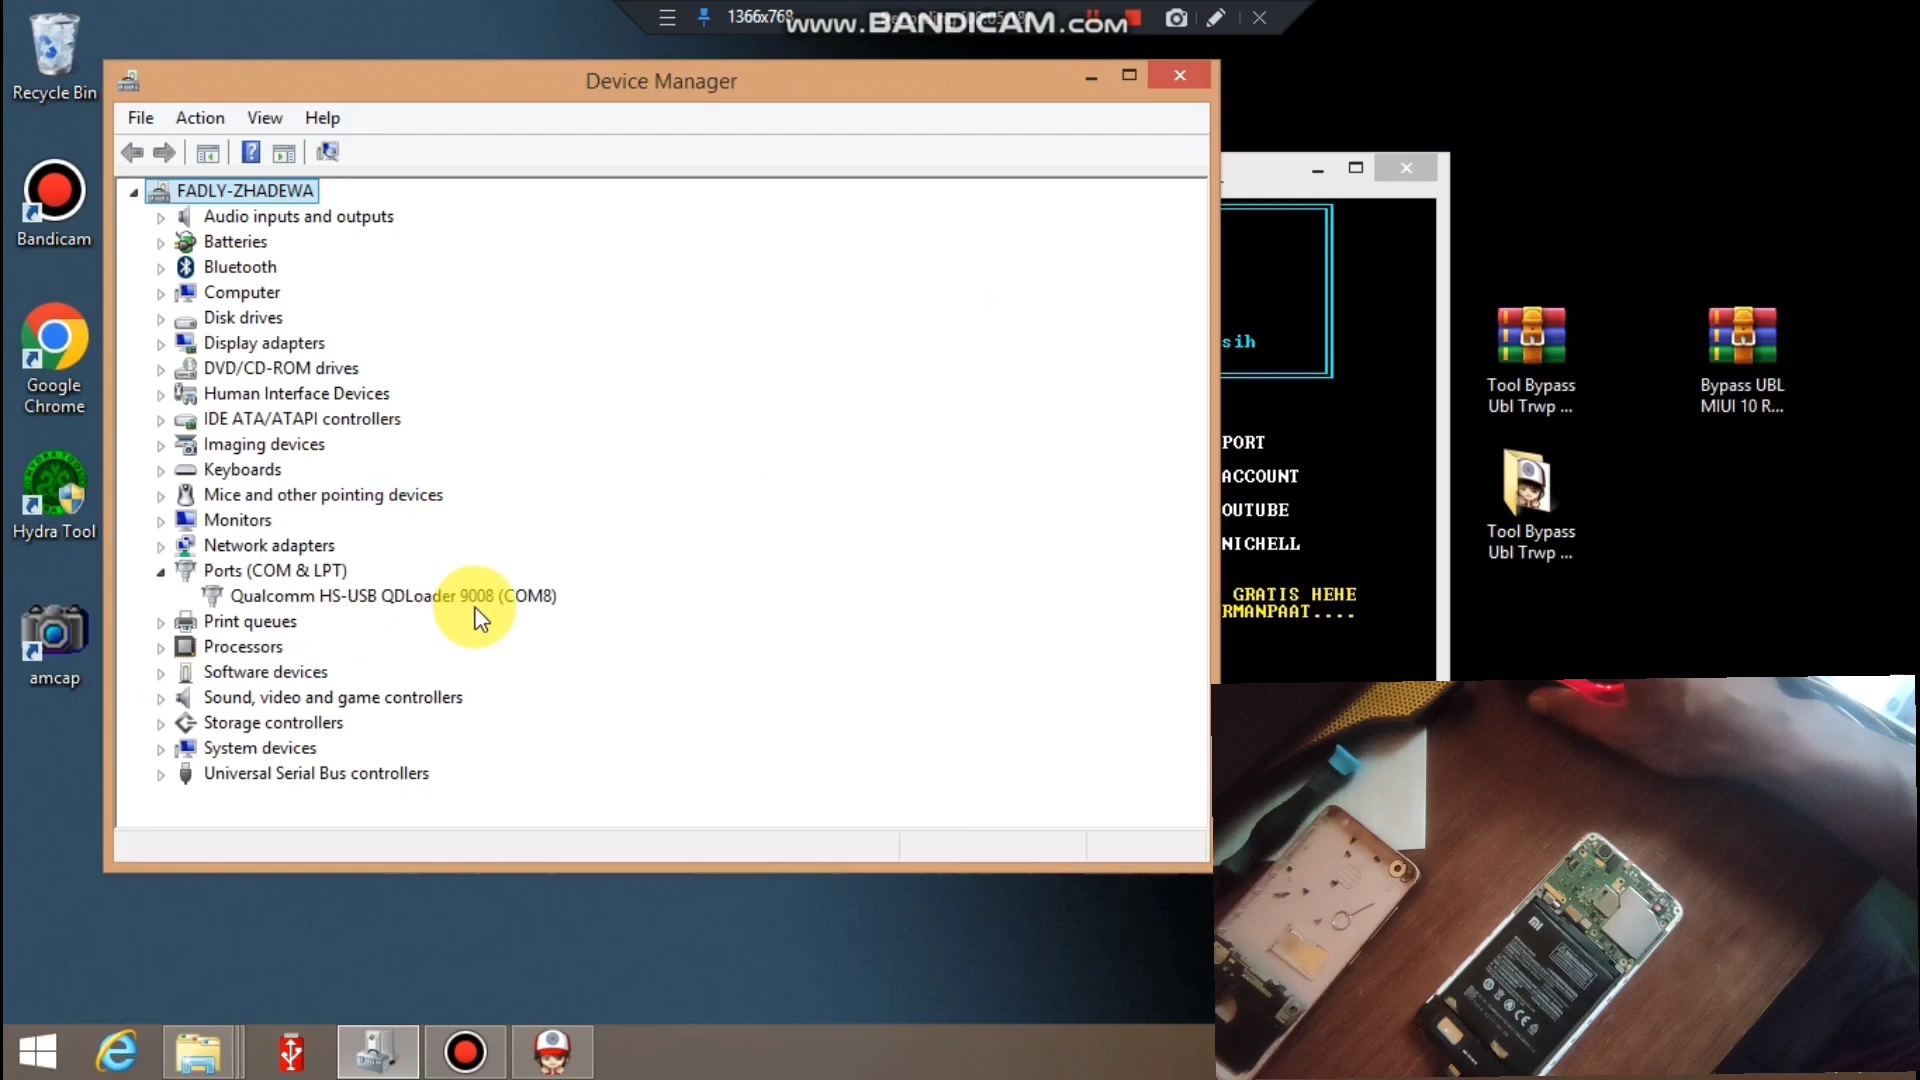 1366x768
www.BANDICAM.com
Recycle Bin
Bandicam
Google
Chrome
Hydra Tool
amcap
Device Manager
File Action View Help
FADLY-ZHADEWA
Audio inputs and outputs
Batteries
Bluetooth
Computer
Disk drives
Display adapters
DVD/CD-ROM drives
Human Interface Devices
IDE ATA/ATAPI controllers
Imaging devices
Keyboards
Mice and other pointing devices
Monitors
Network adapters
Ports (COM & LPT)
Qualcomm HS-USB QDLoader 9008 (COM8)
Print queues
Processors
Software devices
Sound, video and game controllers
Storage controllers
System devices
Universal Serial Bus controllers
sih
PORT
ACCOUNT
OUTUBE
NICHELL
GRATIS HEHE
RMANPAAT....
Tool Bypass
Ubl Trwp ...
Bypass UBL
MIUI 10 R...
Tool Bypass
Ubl Trwp ...
mi